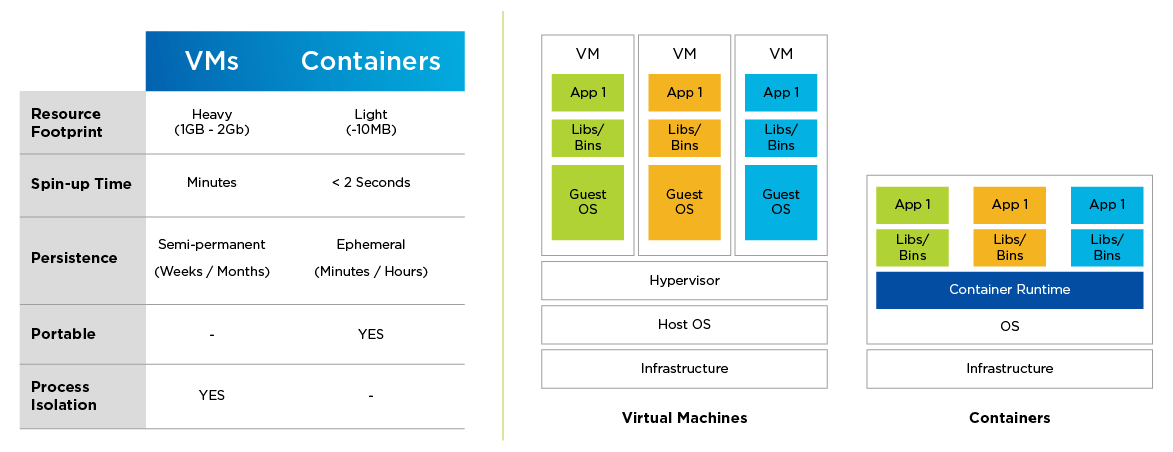 VMs Containers
Resource
Footprint
Heavy
(1GB - 2Gb)
Light
(-10MB)
Spin-up Time
Minutes
< 2 Seconds
Persistence
Semi-permanent
(Weeks / Months)
Ephemeral
(Minutes / Hours)
Portable
-
YES
Process
Isolation
YES
-
VM VM VM
App 1 App 1 App 1
Libs/
Bins
Libs/
Bins
Libs/
Bins
Guest
OS
Guest
OS
Guest
OS
Hypervisor
Host OS
Infrastructure
Virtual Machines
App 1 App 1 App 1
Libs/
Bins
Libs/
Bins
Libs/
Bins
Container Runtime
OS
Infrastructure
Containers